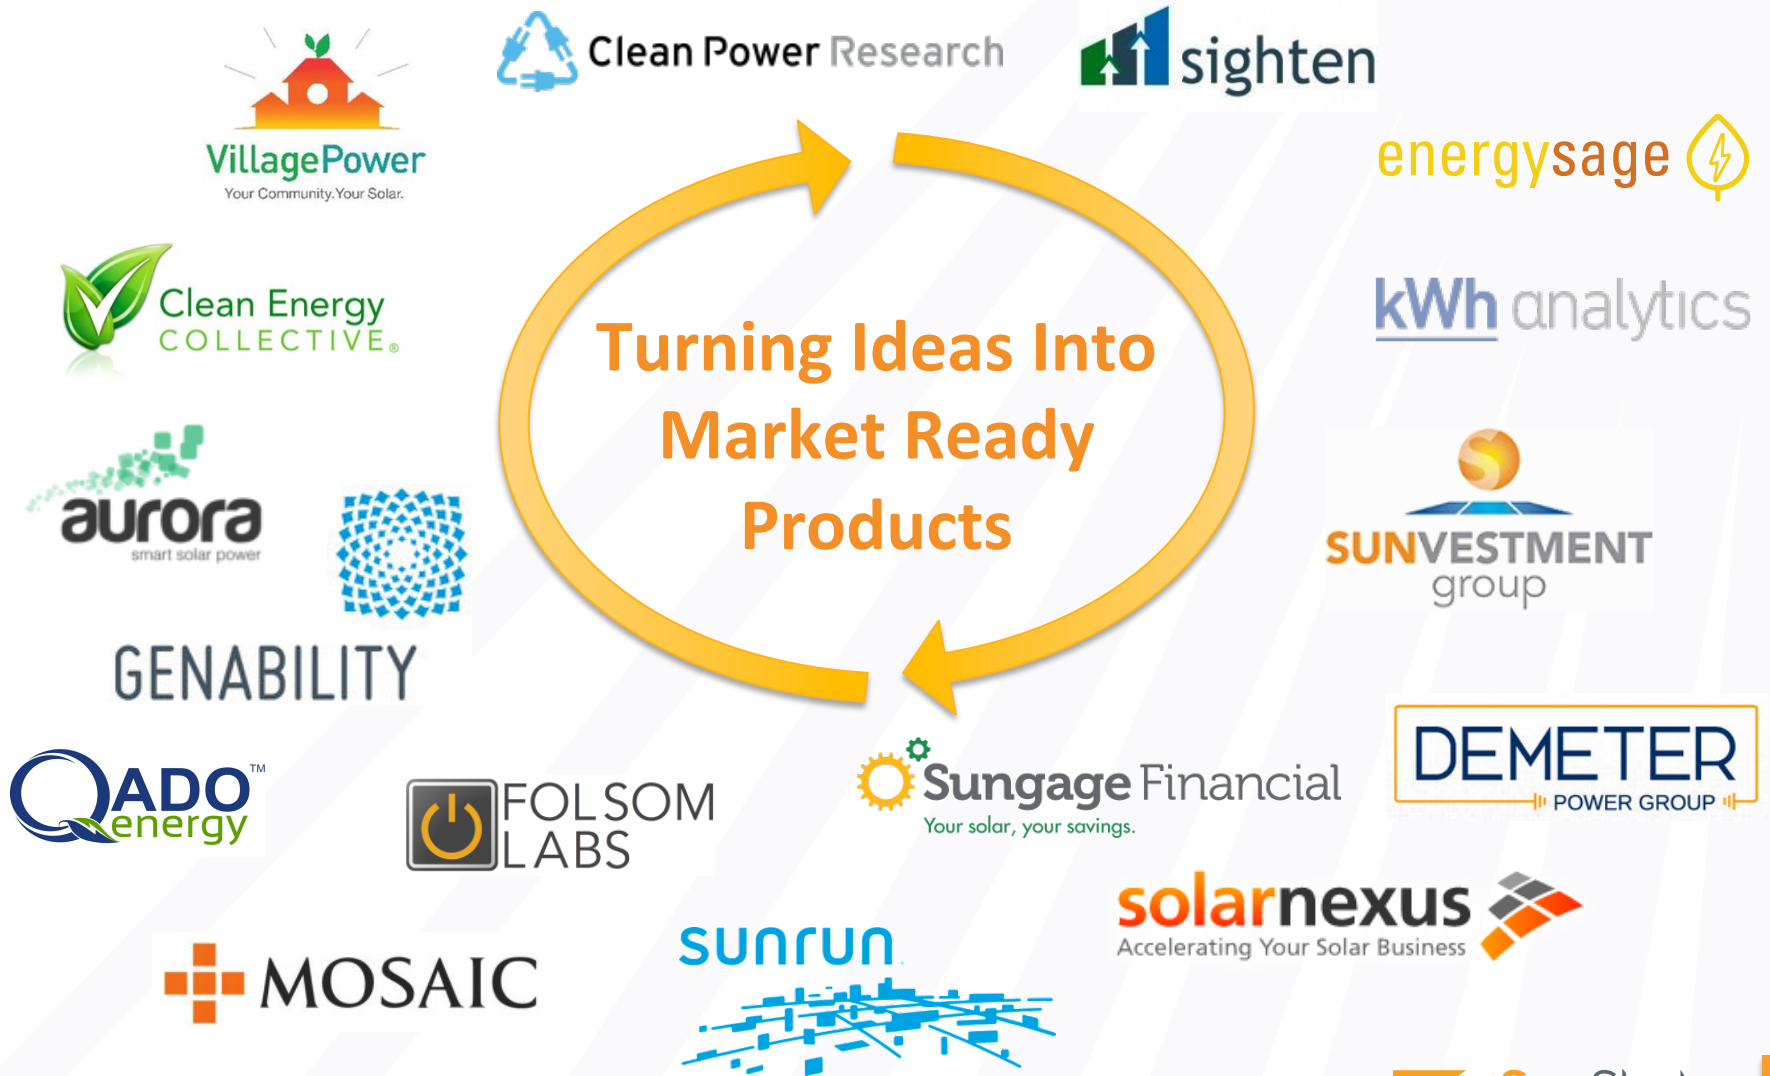 Clean Power Research
sighten
VillagePower
Your Community.Your Solar.
energysage
Clean Energy
COLLECTIVE®
kWh analytics
Turning Ideas Into
Market Ready
Products
aurora
smart solar power
SUNVESTMENT
group
GENABILITY
QADO™
energy
FOLSOM
LABS
Sungage Financial
Your solar, your savings.
DEMETER
POWER GROUP
solarnexus
Accelerating Your Solar Business
MOSAIC
sunrun